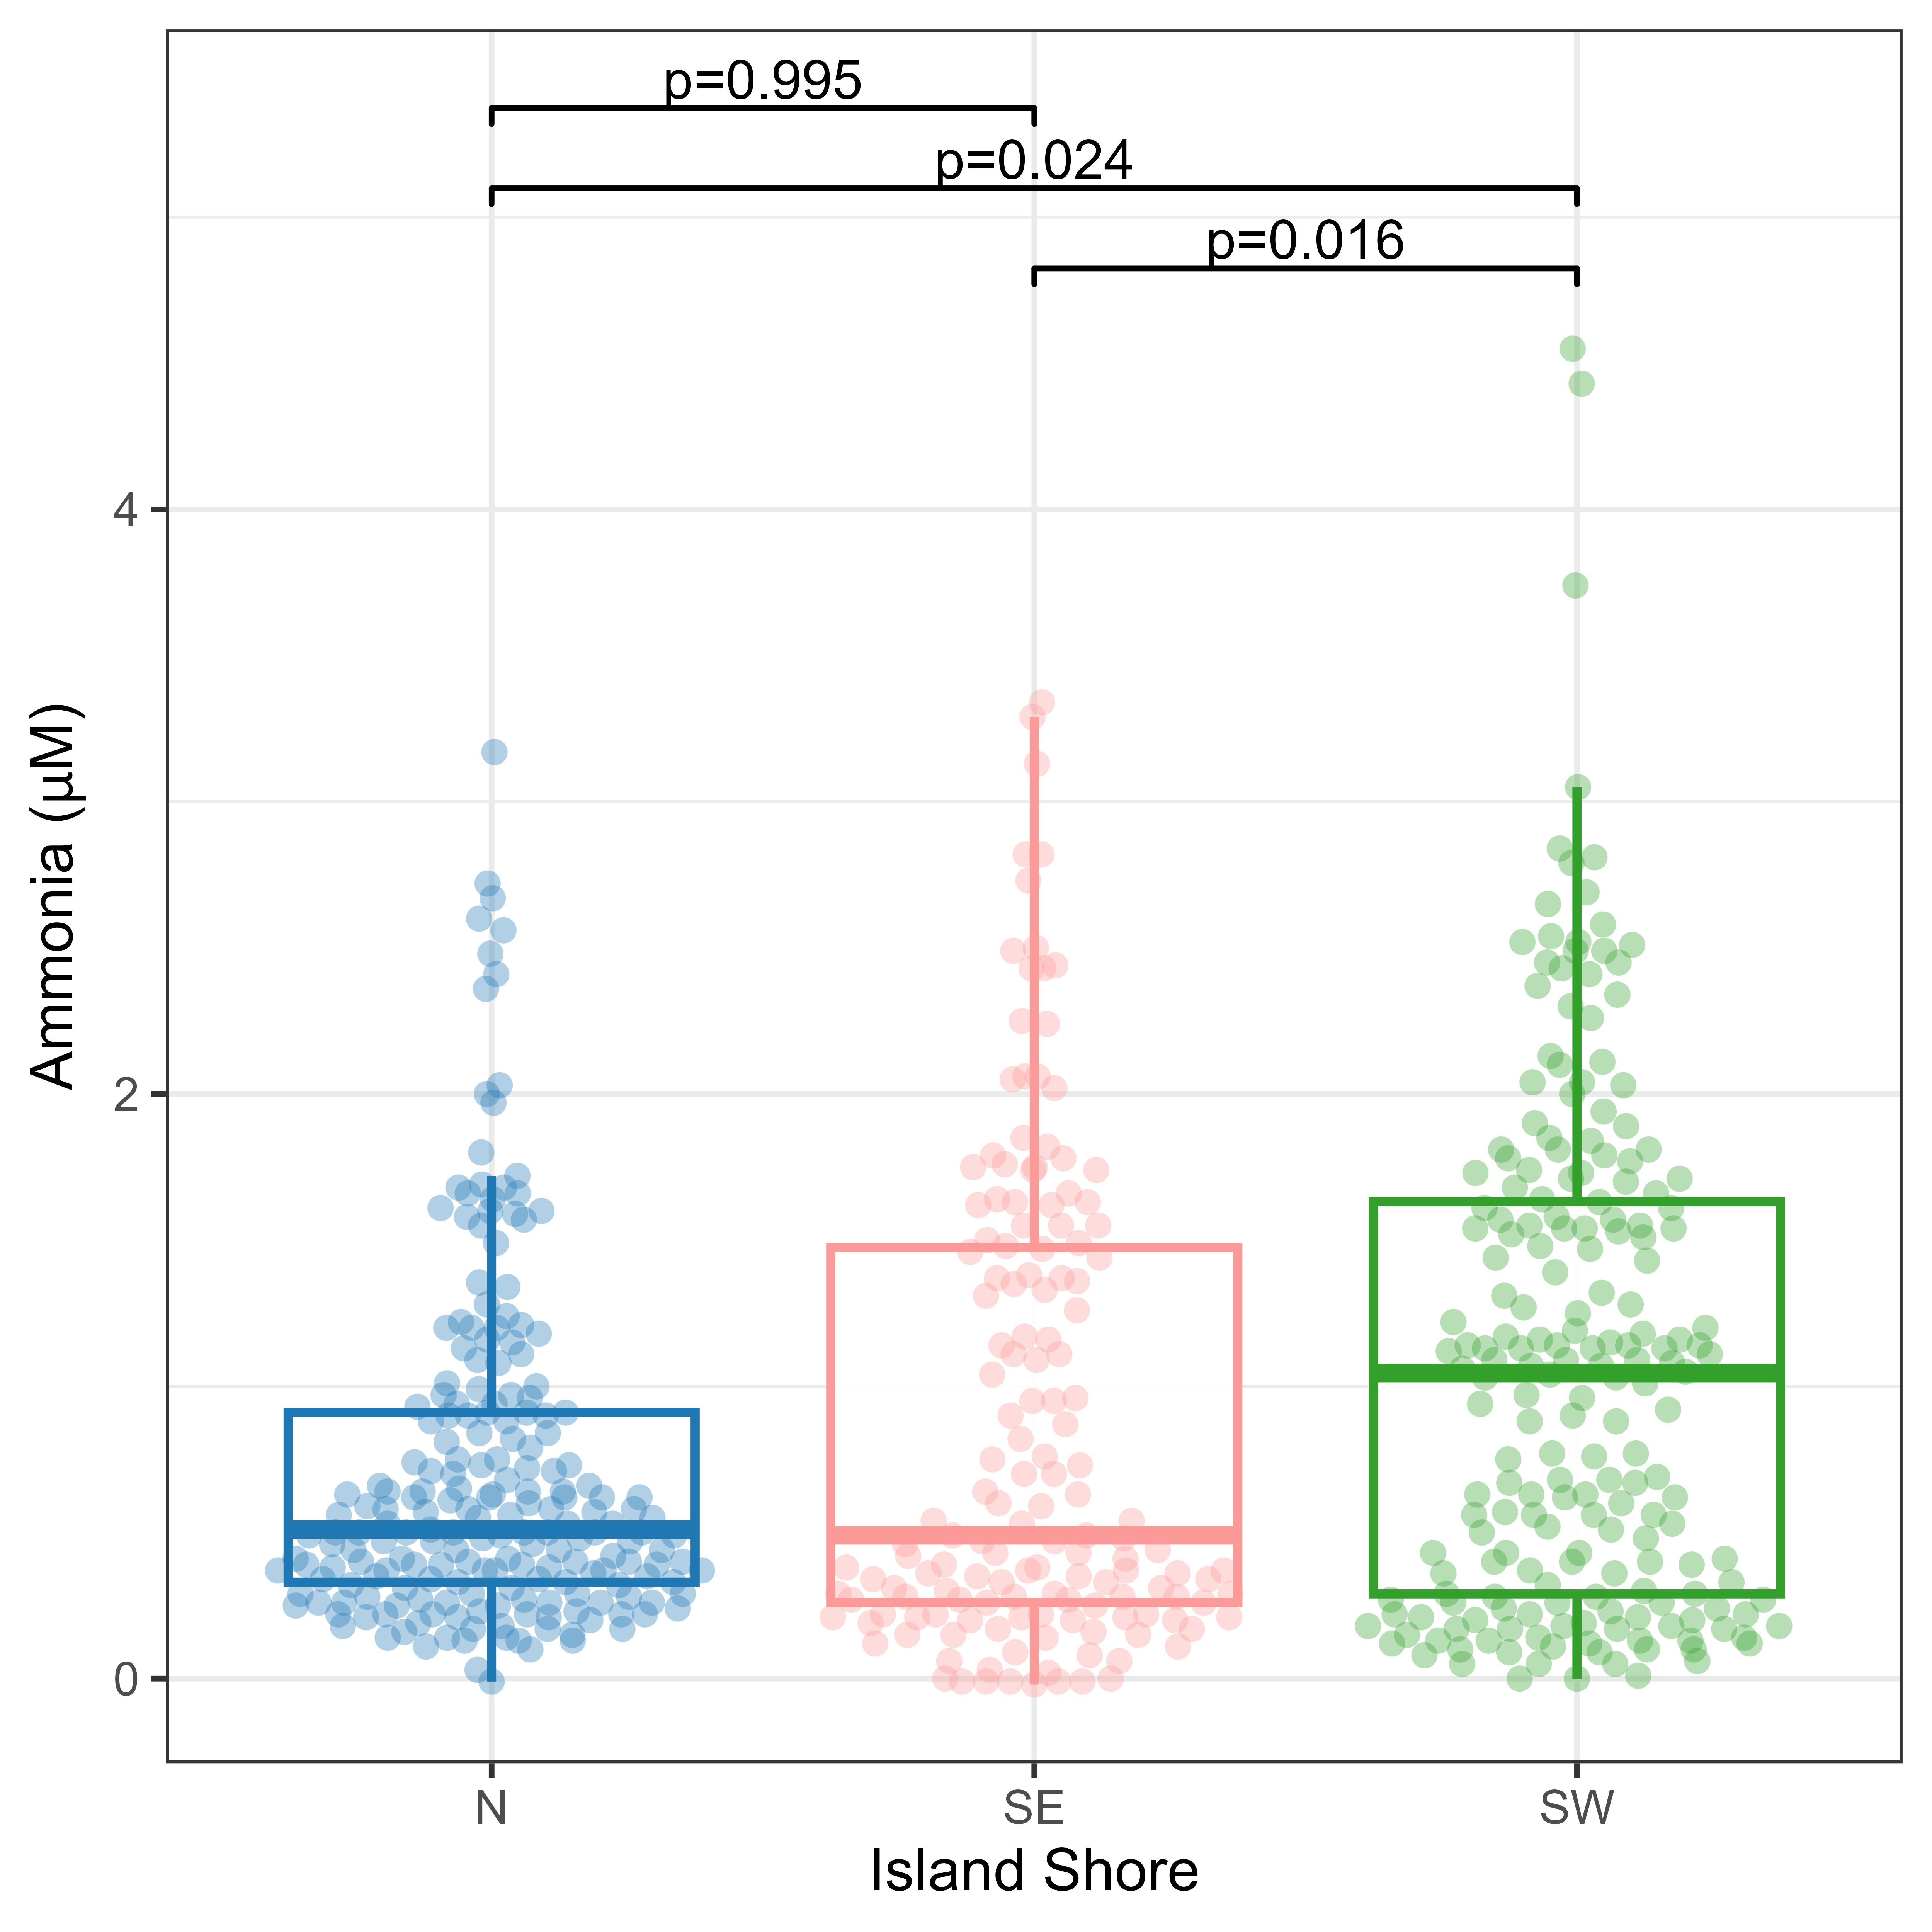 p=0.995
p=0.024
p=0.016
4
2
0
Ammonia (µM)
N
SE
SW
Island Shore